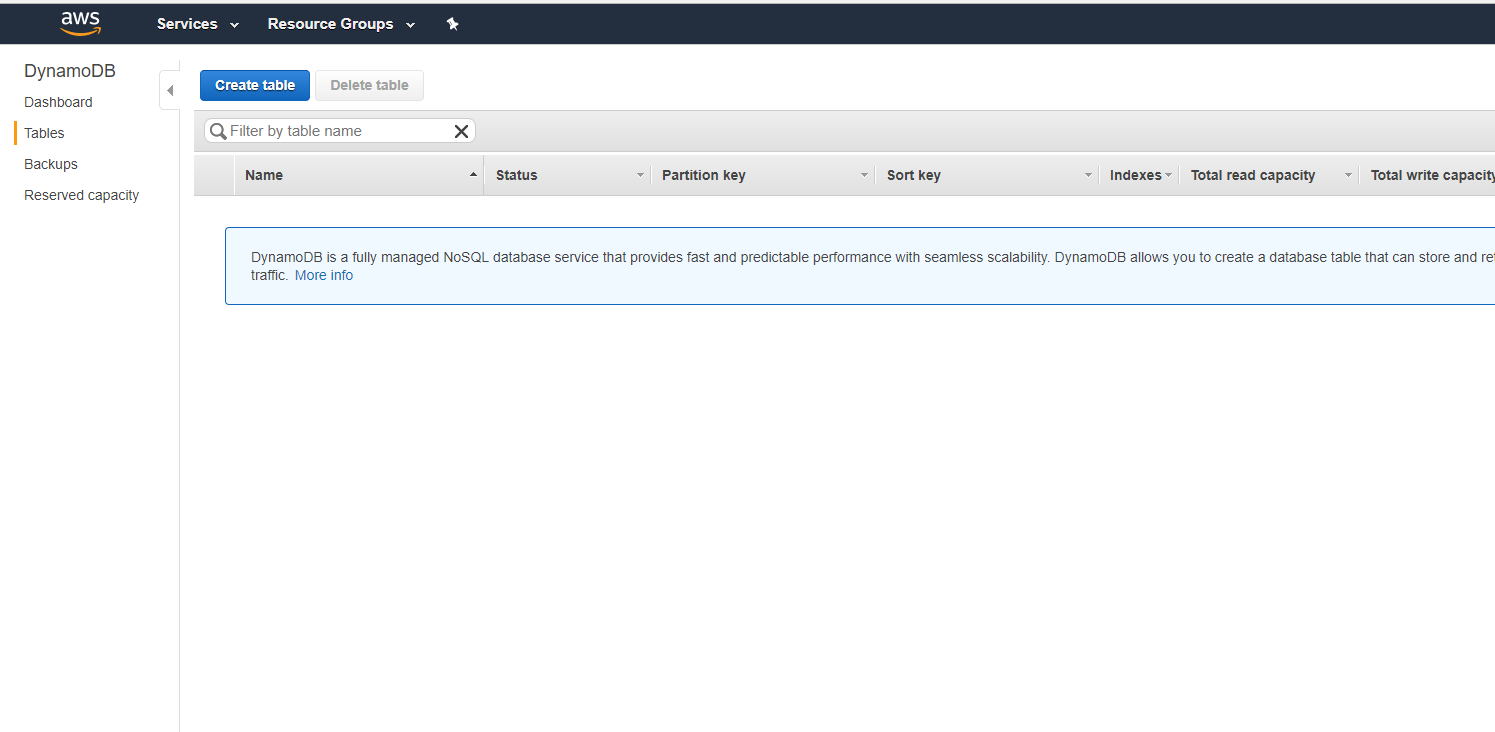 aws Services Resource Groups
DynamoDB
Dashboard
Tables
Backups
Reserved capacity
Create table Delete table
Filter by table name
Name Status Partition key Sort key Indexes Total read capacity Total write capacity
DynamoDB is a fully managed NoSQL database service that provides fast and predictable performance with seamless scalability. DynamoDB allows you to create a database table that can store and ret
traffic. More info